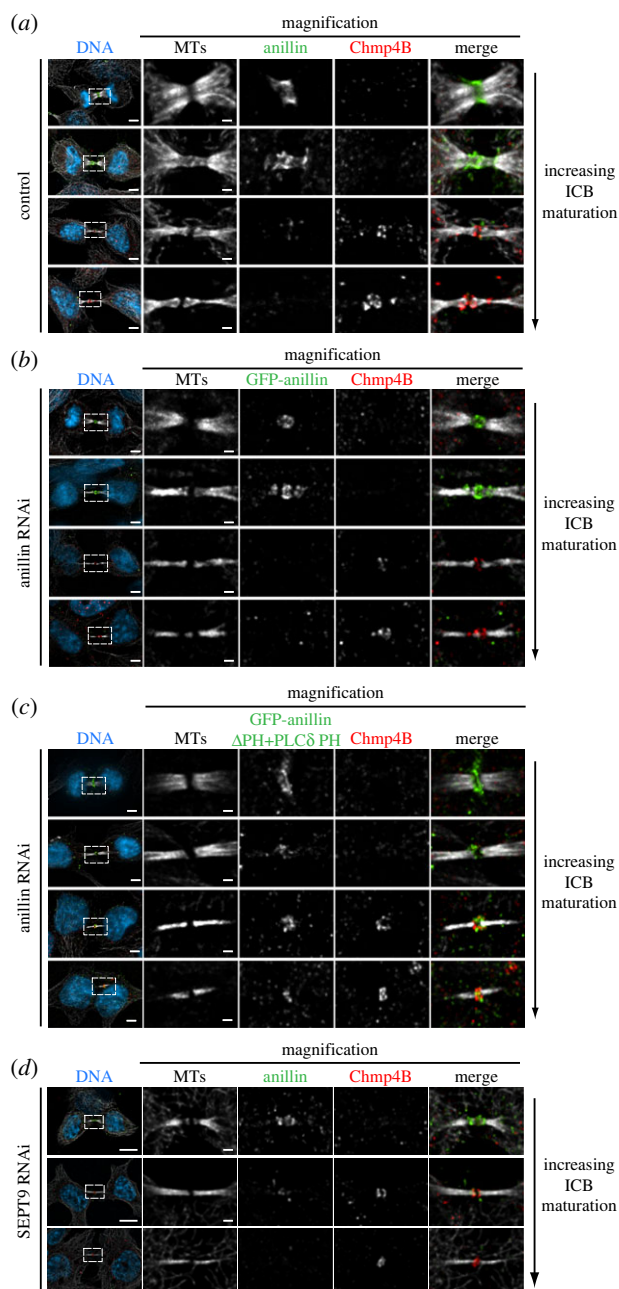 (a)
magnification
DNA MTs anillin Chmp4B merge
control
increasing
ICB
maturation
(b)
magnification
DNA MTs GFP-anillin Chmp4B merge
anillin RNAi
increasing
ICB
maturation
(c)
magnification
GFP-anillin
DNA MTs ΔPH+PLCδ PH Chmp4B merge
anillin RNAi
increasing
ICB
maturation
(d)
magnification
DNA MTs anillin Chmp4B merge
SEPT9 RNAi
increasing
ICB
maturation